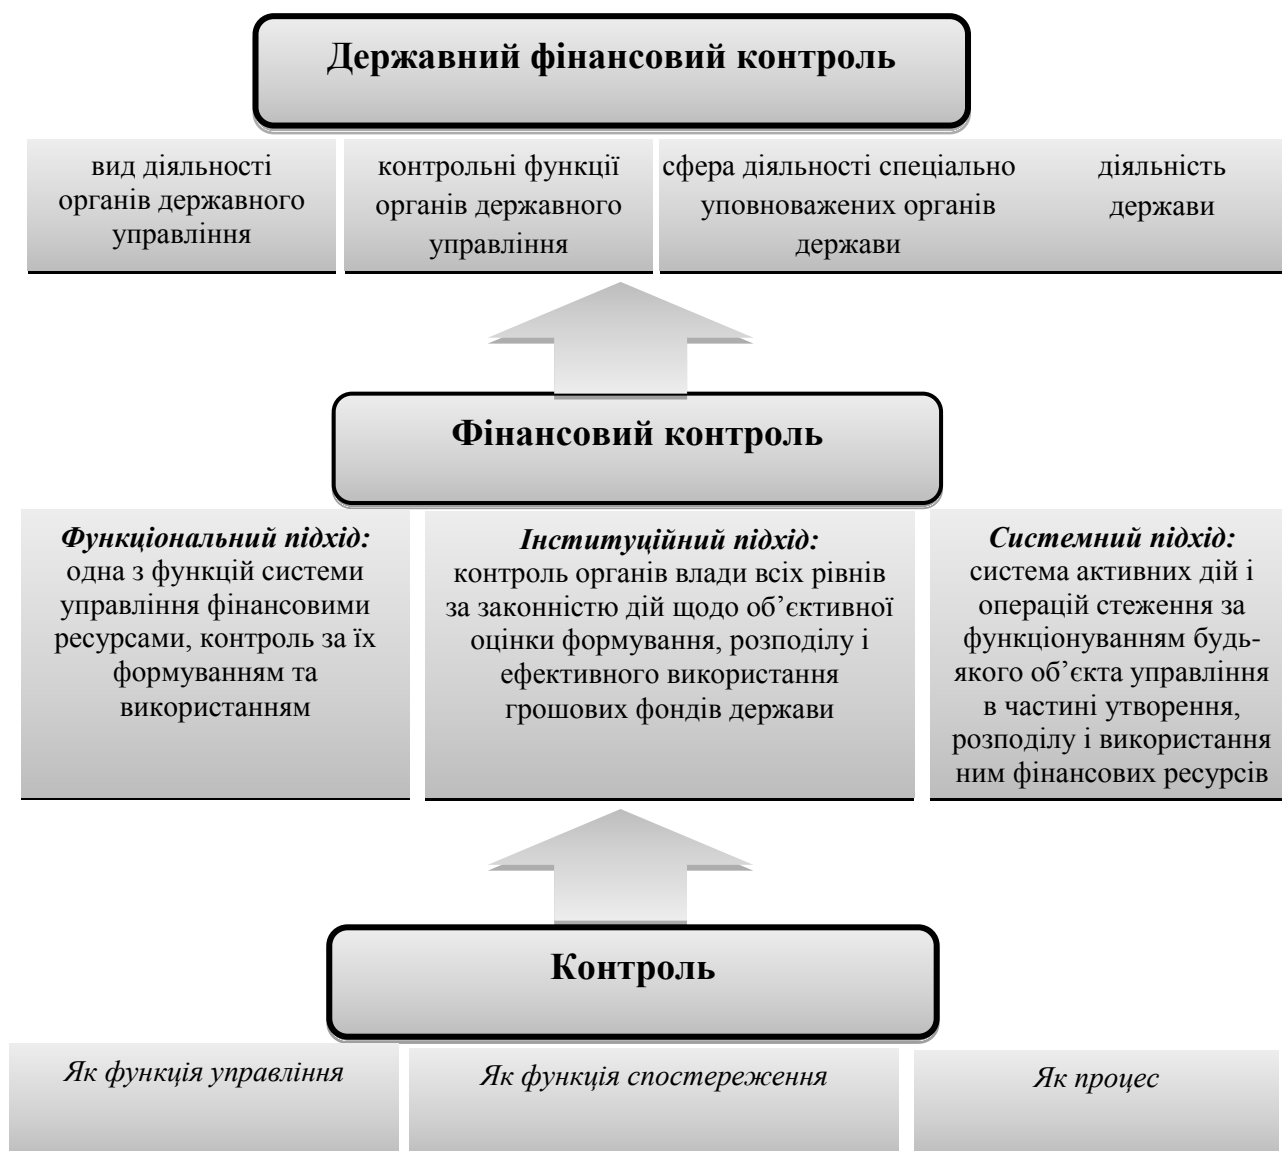 Державний фінансовий контроль
вид діяльності
органів державного
управління
контрольні функції
органів державного
управління
сфера діяльності спеціально
уповноважених органів
держави
діяльність
держави
Фінансовий контроль
Функціональний підхід:
одна з функцій системи
управління фінансовими
ресурсами, контроль за їх
формуванням та
використанням
Інституційний підхід:
контроль органів влади всіх рівнів
за законністю дій щодо об’єктивної
оцінки формування, розподілу і
ефективного використання
грошових фондів держави
Системний підхід:
система активних дій і
операцій стеження за
функціонуванням будь-
якого об’єкта управління
в частині утворення,
розподілу і використання
ним фінансових ресурсів
Контроль
Як функція управління
Як функція спостереження
Як процес